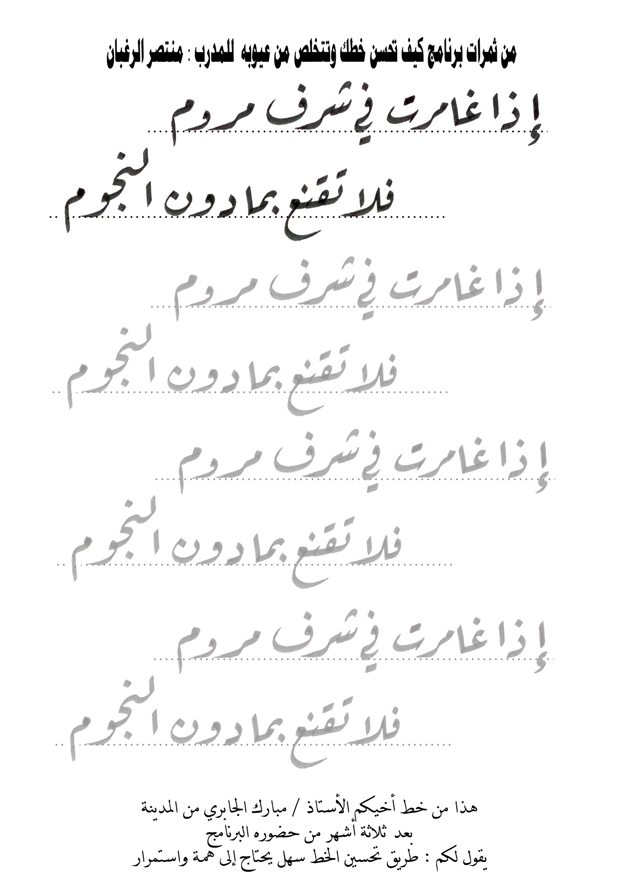 من ثمرات برنامج كيف تحسن خطك وتتخلص من عيوبه للمدرب : منتصر الرغبان
إذا غامرت في شرف مروم
فلا تقنع بما دون النجوم
إذا غامرت في شرف مروم
فلا تقنع بما دون النجوم
إذا غامرت في شرف مروم
فلا تقنع بما دون النجوم
إذا غامرت في شرف مروم
فلا تقنع بما دون النجوم
هذا من خط أخيكم الأستاذ / مبارك الجابري من المدينة
بعد ثلاثة أشهر من حضوره البرنامج
يقول لكم : طريق تحسين الخط سهل يحتاج إلى همة واستمرار